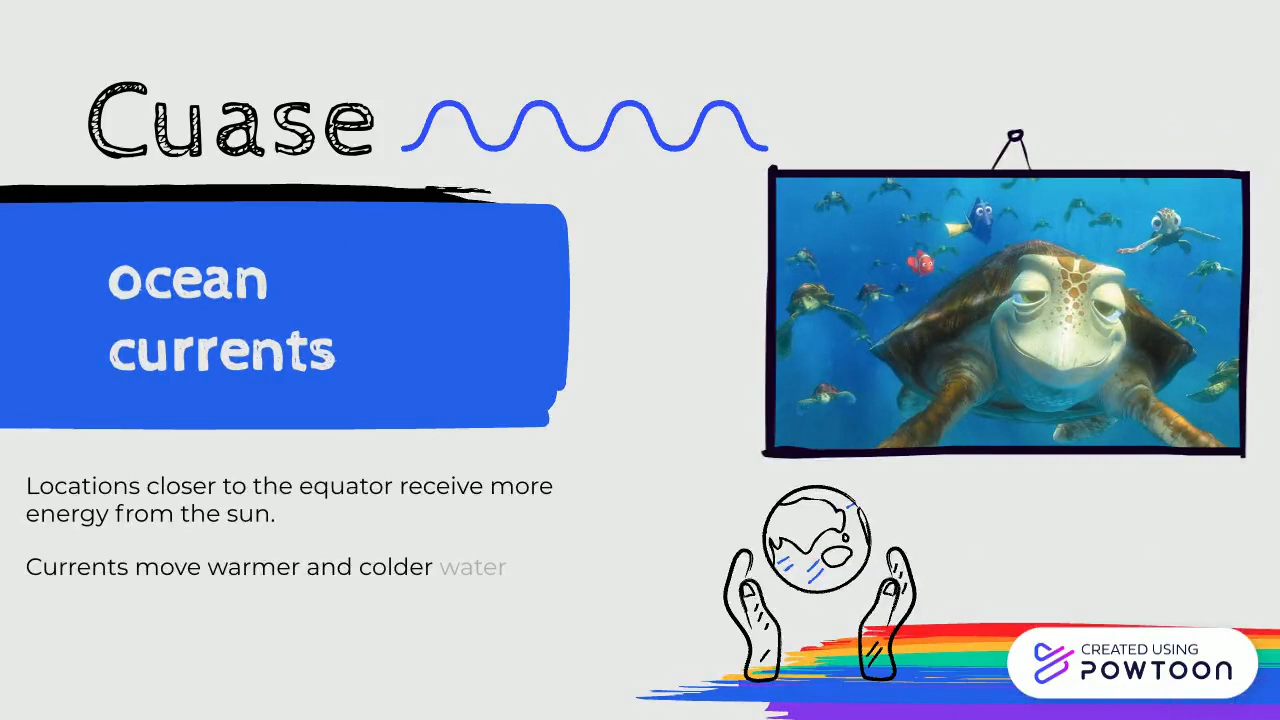 Cuase
ocean
currents
Locations closer to the equator receive more
energy from the sun.
Currents move warmer and colder water
CREATED USING
POWTOON